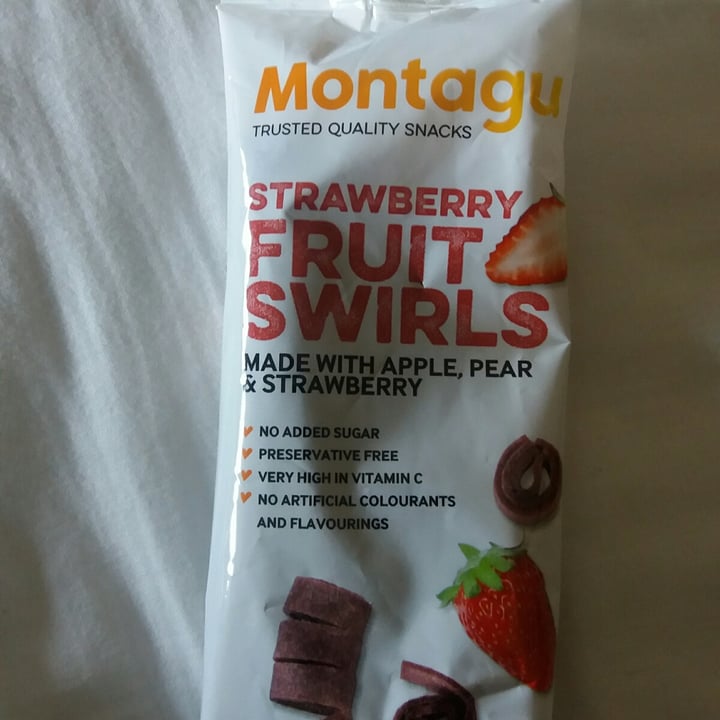 Montagu
TRUSTED QUALITY SNACKS
STRAWBERRY
FRUIT
SWIRLS
MADE WITH APPLE, PEAR
& STRAWBERRY
NO ADDED SUGAR
PRESERVATIVE FREE
VERY HIGH IN VITAMIN C
NO ARTIFICIAL COLOURANTS
AND FLAVOURINGS